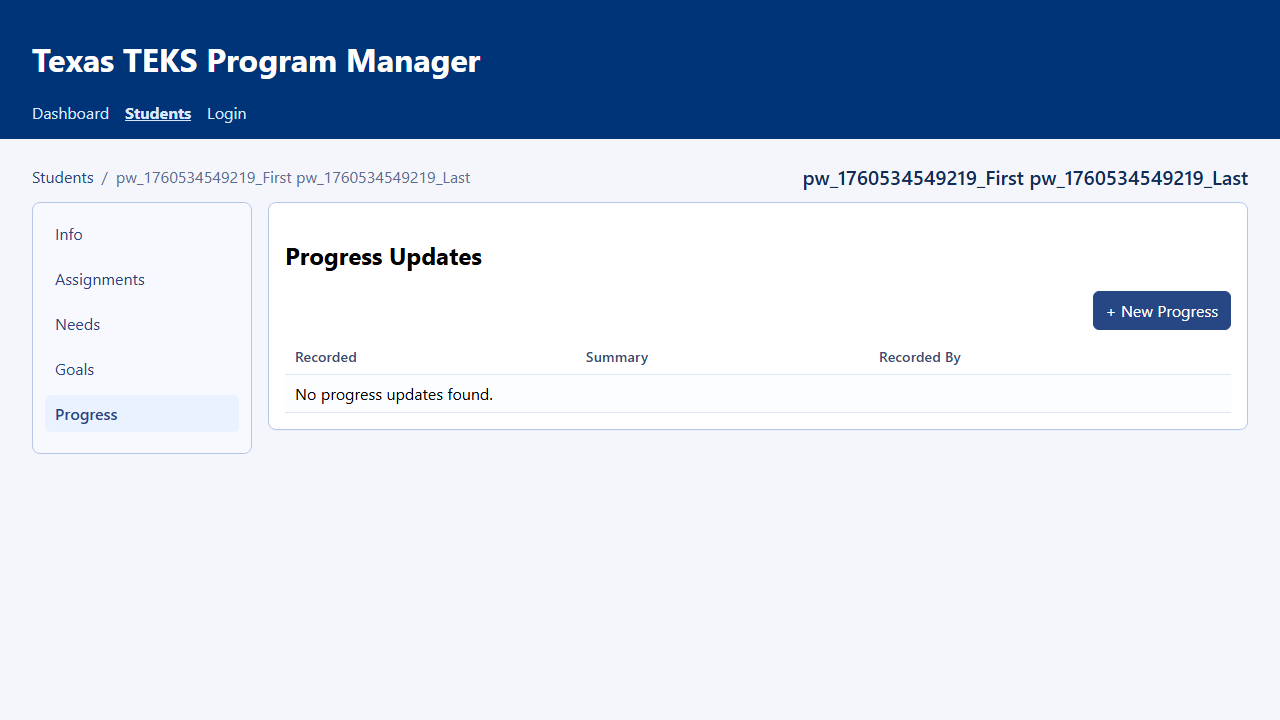 Texas TEKS Program Manager
Dashboard Students Login
Students / pw_1760534549219_First pw_1760534549219_Last
pw_1760534549219_First pw_1760534549219_Last
Info
Assignments
Needs
Goals
Progress
Progress Updates
+ New Progress
Recorded Summary Recorded By
No progress updates found.